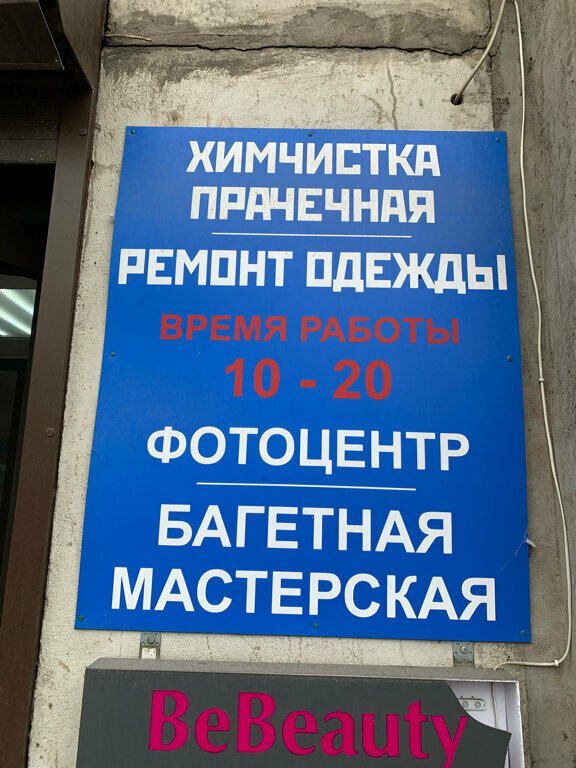 ХИМЧИСТКА
ПРАЧЕЧНАЯ
РЕМОНТ ОДЕЖДЫ
ВРЕМЯ РАБОТЫ
10 - 20
ФОТОЦЕНТР
БАГЕТНАЯ
МАСТЕРСКАЯ
BeBeauty